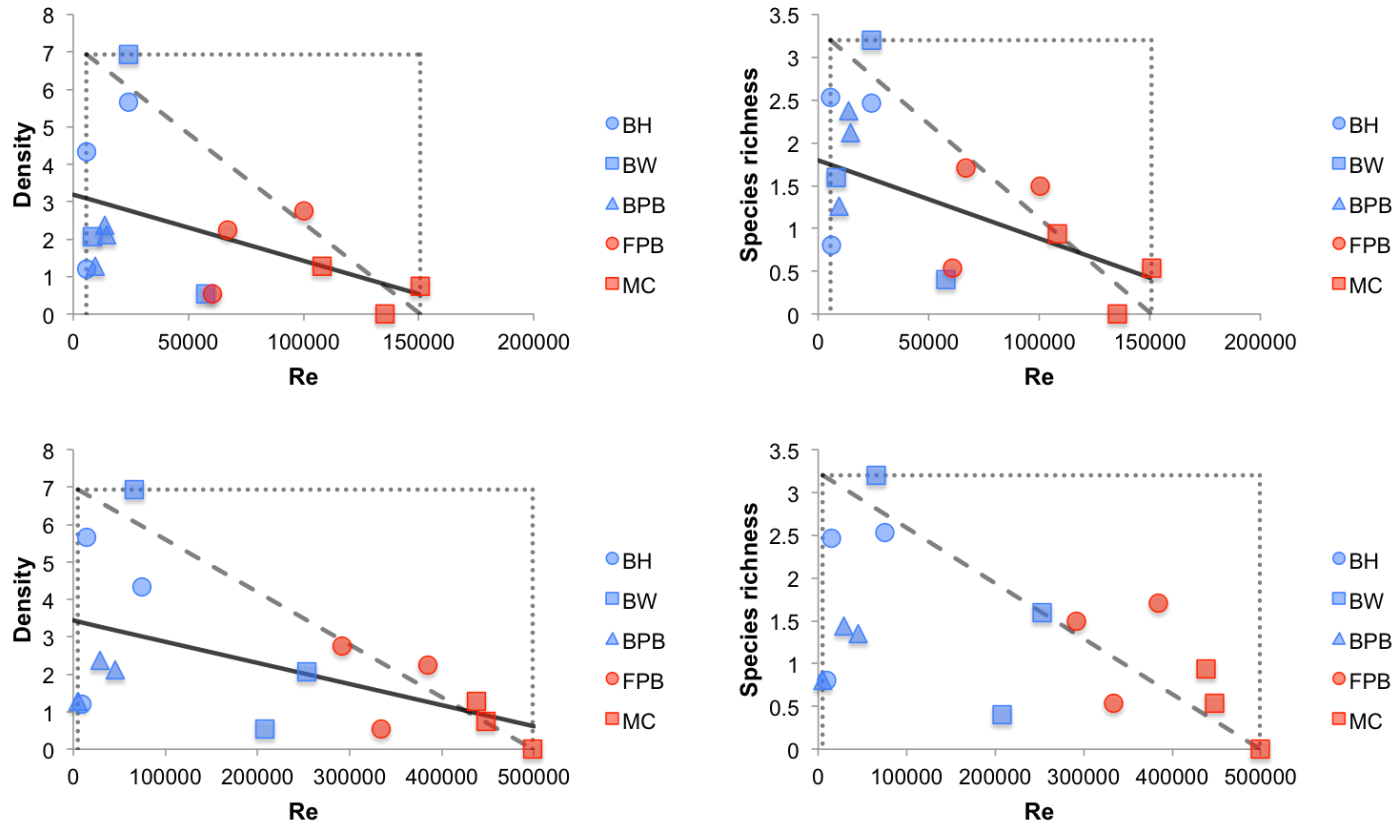 Density
8
7
6
5
4
3
2
1
0
0 50000 100000 150000 200000
Re
BH
BW
BPB
FPB
MC
Species richness
3.5
3
2.5
2
1.5
1
0.5
0
0 50000 100000 150000 200000
Re
BH
BW
BPB
FPB
MC
Density
8
7
6
5
4
3
2
1
0
0 100000 200000 300000 400000 500000
Re
BH
BW
BPB
FPB
MC
Species richness
3.5
3
2.5
2
1.5
1
0.5
0
0 100000 200000 300000 400000 500000
Re
BH
BW
BPB
FPB
MC